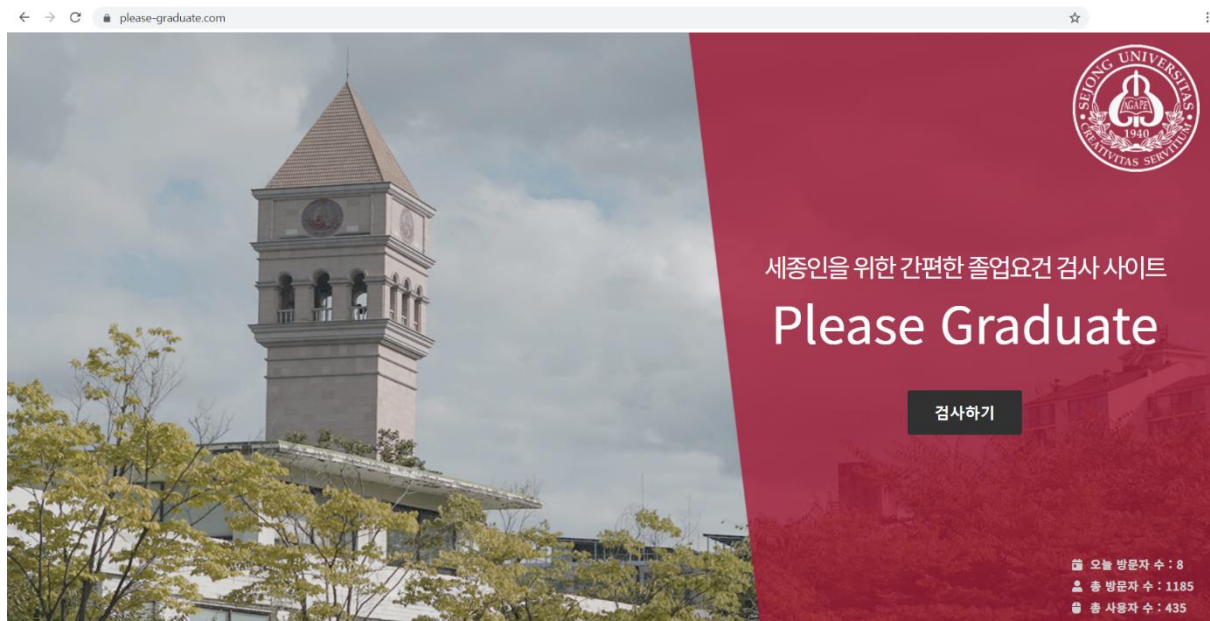 please-graduate.com
SEJONG UNIVERSITAS
AGAPE
1940
CREATIVITAS SERVITIUM
세종인을 위한 간편한 졸업요건 검사 사이트
Please Graduate
검사하기
오늘 방문자 수 : 8
총 방문자 수 : 1185
총 사용자 수 : 435